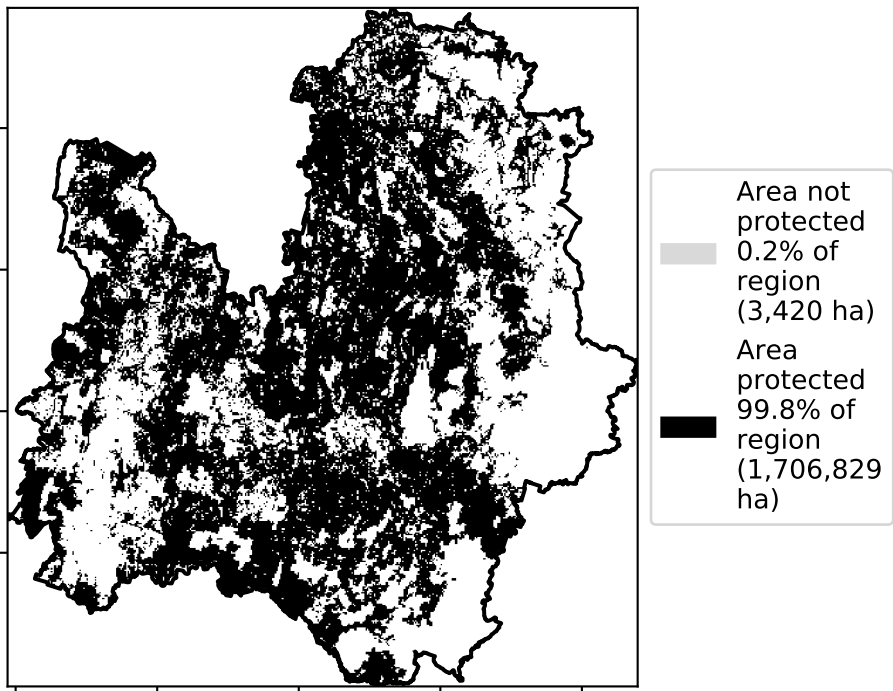 Area not
protected
0.2% of
region
(3,420 ha)
Area
protected
99.8% of
region
(1,706,829
ha)